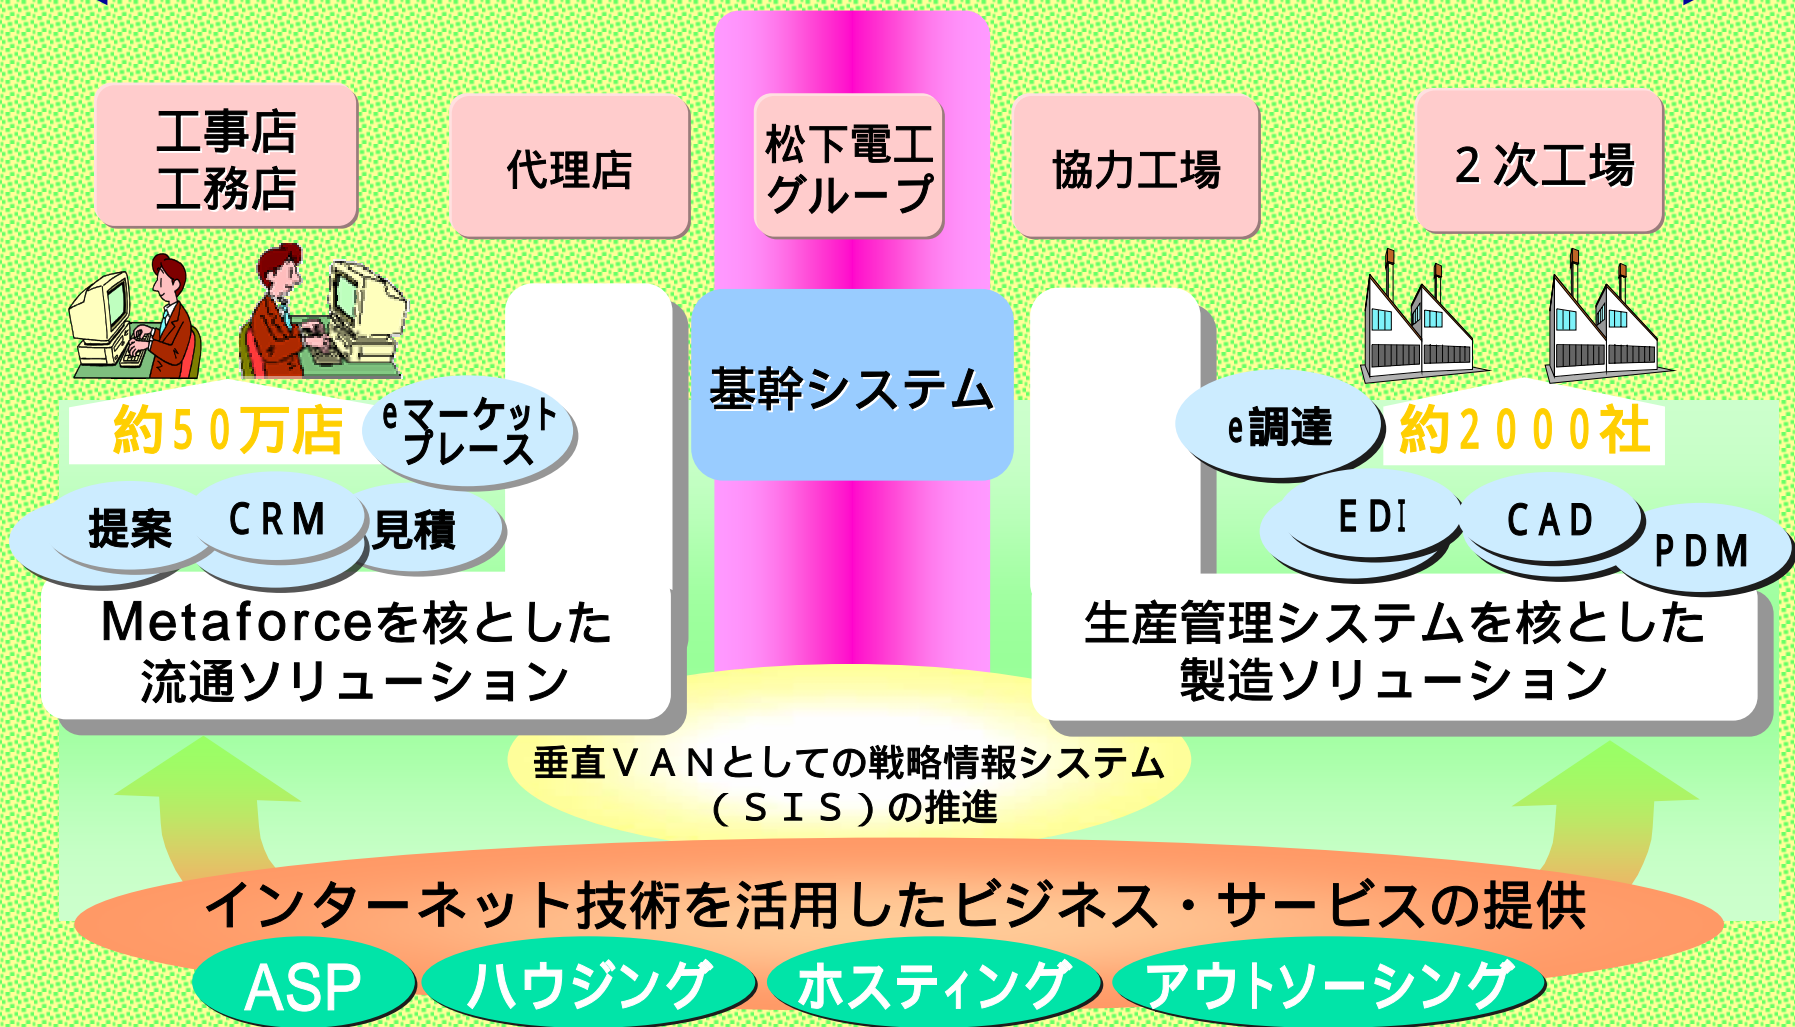 工事店
工務店
代理店
松下電工
グループ
協力工場
２次工場
基幹システム
約５０万店
eマーケット
プレース
e調達
約２０００社
提案
ＣＲＭ
見積
ＥＤＩ
ＣＡＤ
ＰＤＭ
Metaforceを核とした
流通ソリューション
生産管理システムを核とした
製造ソリューション
垂直ＶＡＮとしての戦略情報システム
（ＳＩＳ）の推進
インターネット技術を活用したビジネス・サービスの提供
ASP
ハウジング
ホスティング
アウトソーシング